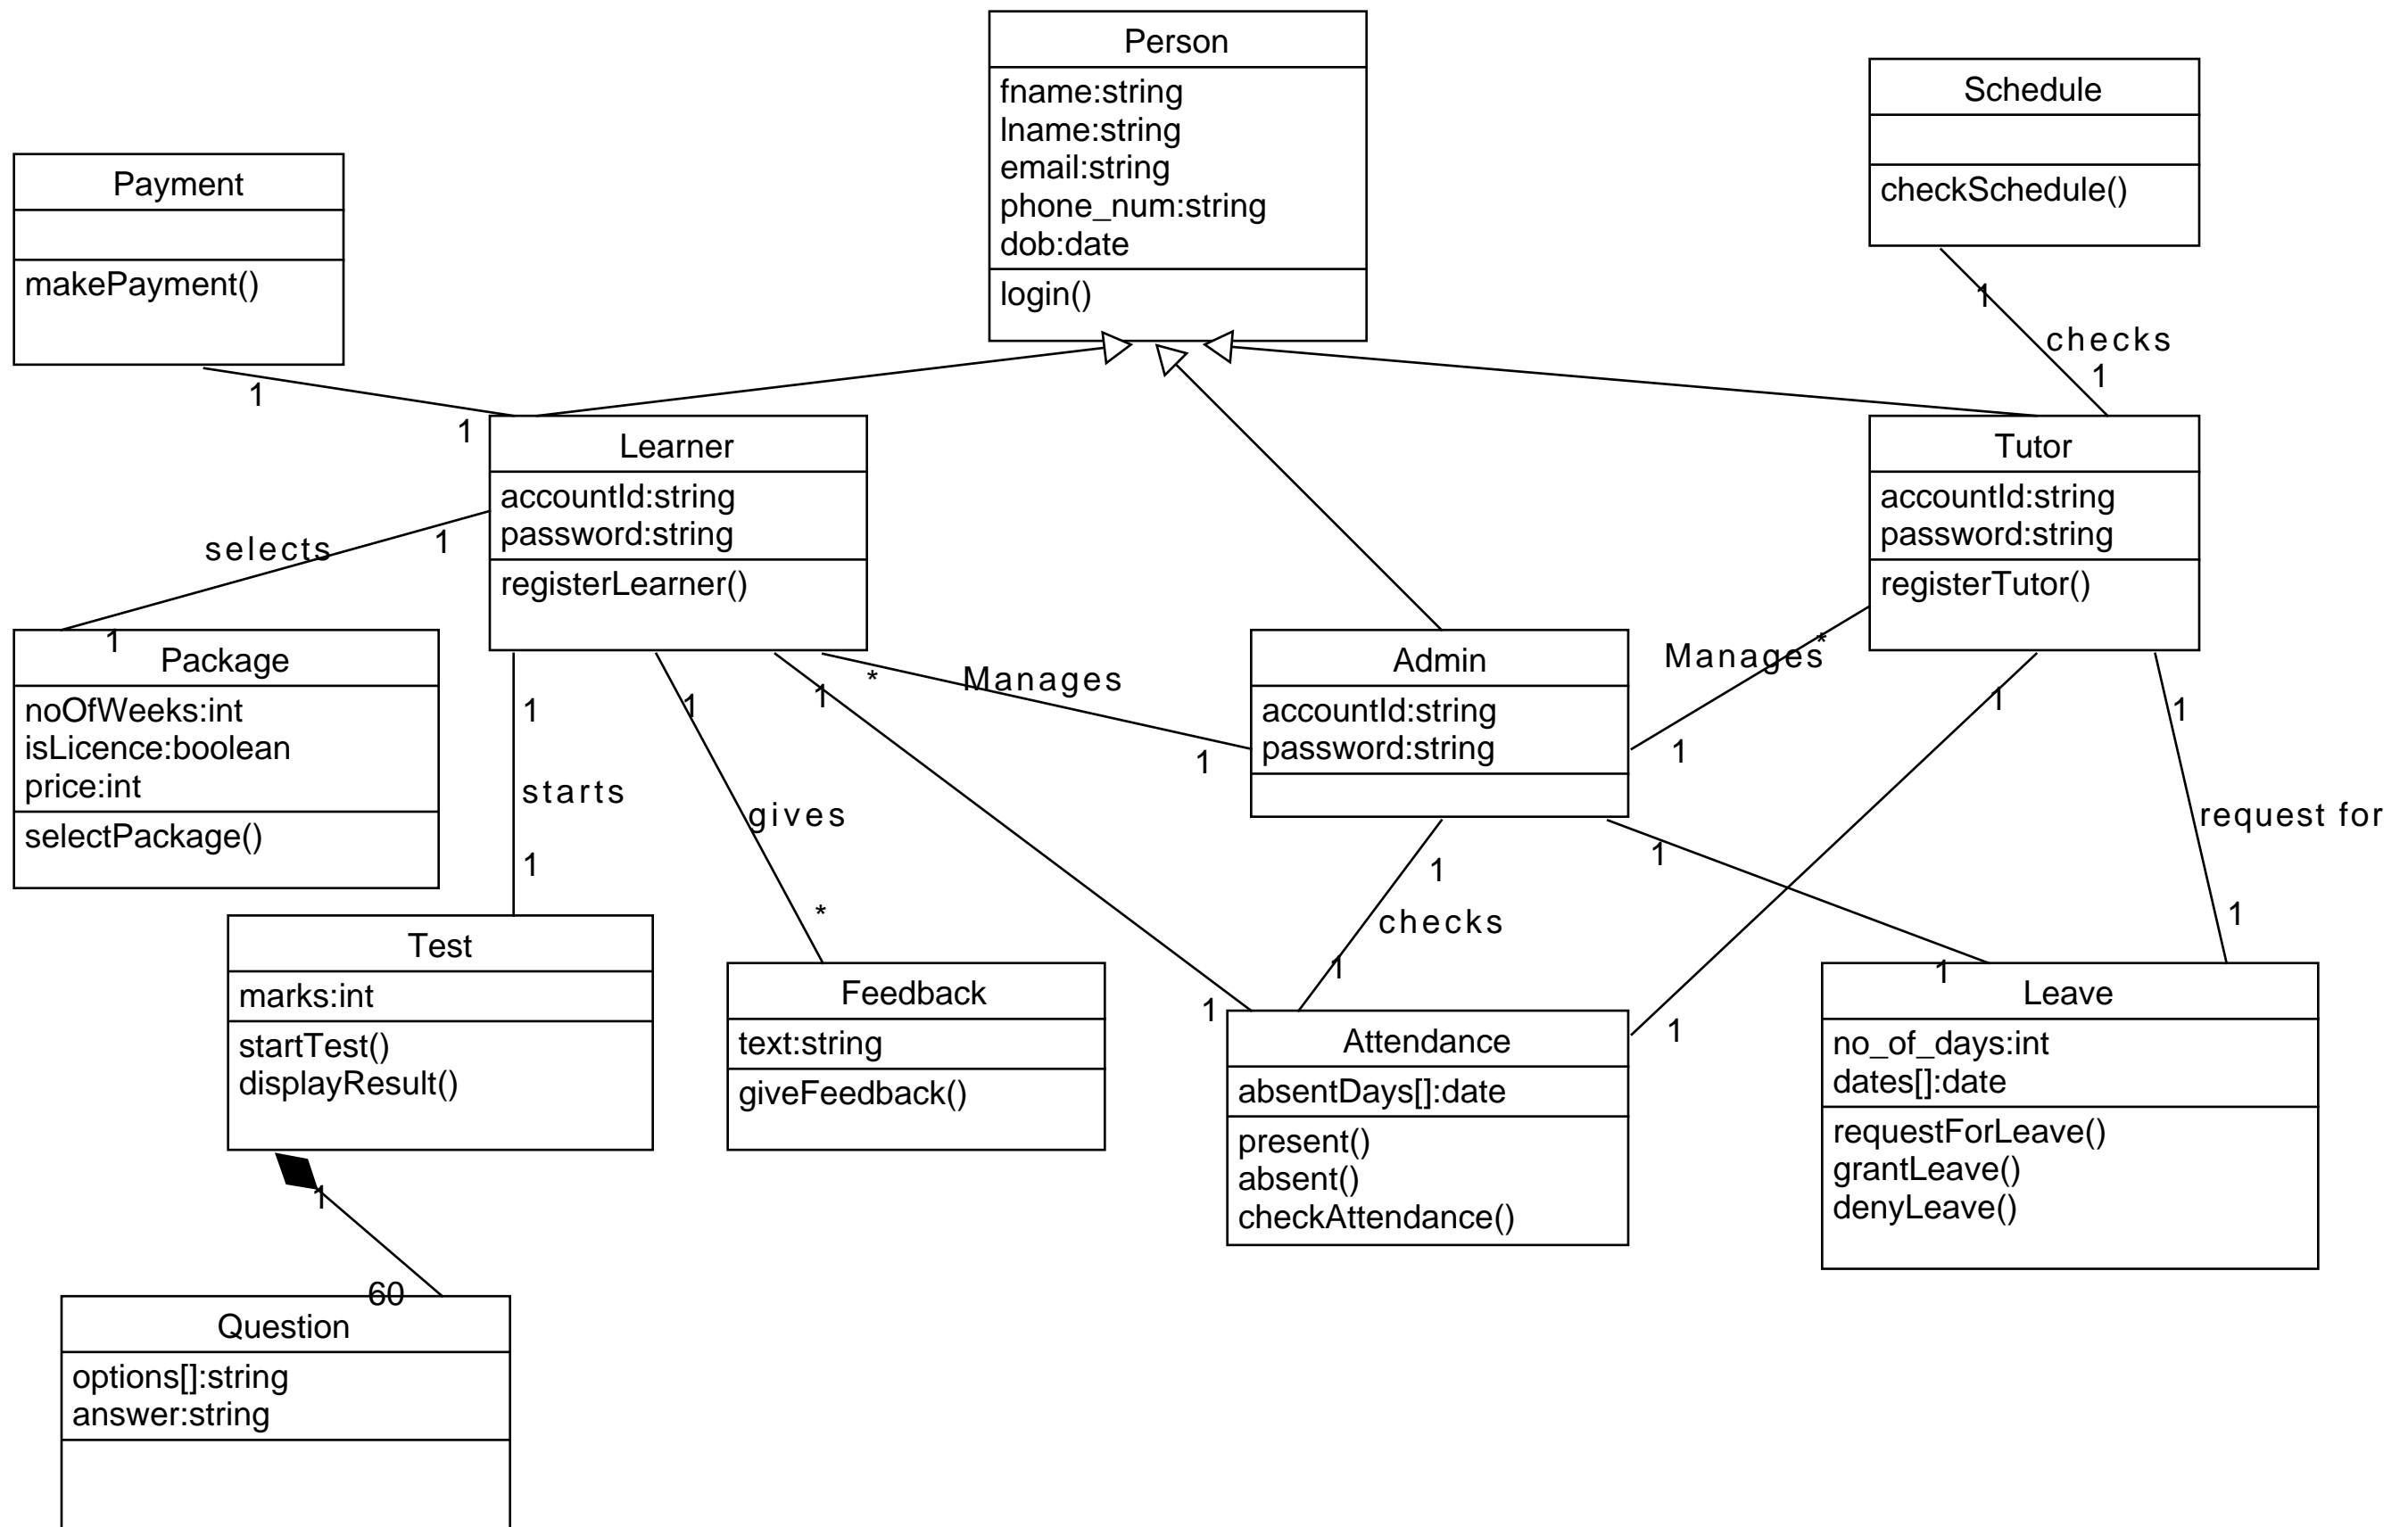 Person
fname:string
lname:string
email:string
phone_num:string
dob:date
login()
Schedule
checkSchedule()
Payment
makePayment()
1
1
1
checks
1
Learner
accountId:string
password:string
registerLearner()
Tutor
accountId:string
password:string
registerTutor()
selects
1
1
Package
noOfWeeks:int
isLicence:boolean
price:int
selectPackage()
Admin
accountId:string
password:string
*
Manages
1
Manages
*
1
1
starts
1
1
gives
*
1
1
1
checks
1
1
1
1
1
1
request for
1
Test
marks:int
startTest()
displayResult()
Feedback
text:string
giveFeedback()
Attendance
absentDays[]:date
present()
absent()
checkAttendance()
Leave
no_of_days:int
dates[]:date
requestForLeave()
grantLeave()
denyLeave()
1
60
Question
options[]:string
answer:string